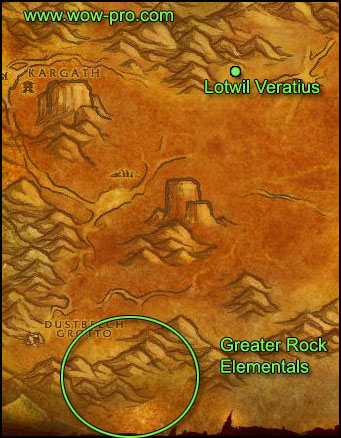 www.wow-pro.com
KARGATH
Lotwil Veratius
DUSTBELCH
GROTTO
Greater Rock
Elementals